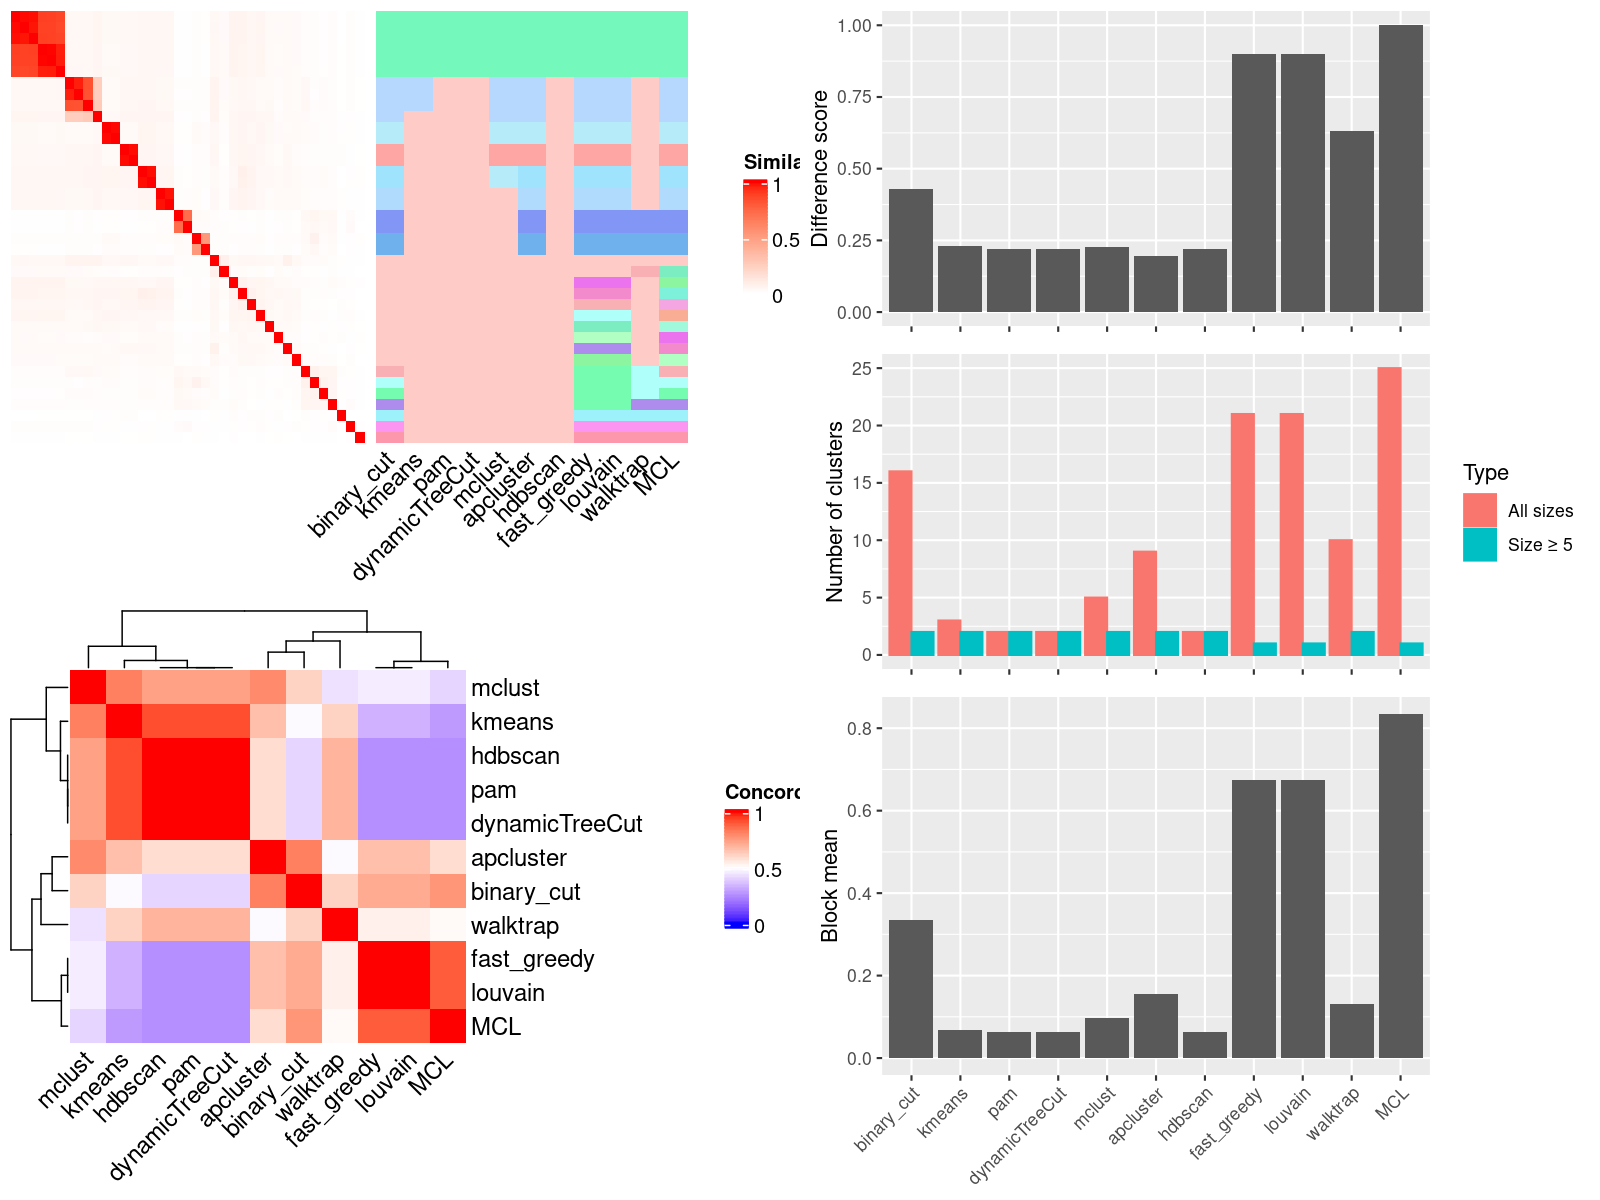 Simila
1
0.5
0
binary_cut
kmeans
pam
dynamicTreeCut
mclust
apcluster
hdbscan
fast_greedy
louvain
walktrap
MCL
mclust
kmeans
hdbscan
pam
dynamicTreeCut
apcluster
binary_cut
walktrap
fast_greedy
louvain
MCL
mclust
kmeans
hdbscan
pam
dynamicTreeCut
apcluster
binary_cut
walktrap
fast_greedy
louvain
MCL
Concord
1
0.5
0
Difference score
1.00
0.75
0.50
0.25
0.00
Number of clusters
25
20
15
10
5
0
Type
All sizes
Size ≥ 5
Block mean
0.8
0.6
0.4
0.2
0.0
binary_cut
kmeans
pam
dynamicTreeCut
mclust
apcluster
hdbscan
fast_greedy
louvain
walktrap
MCL